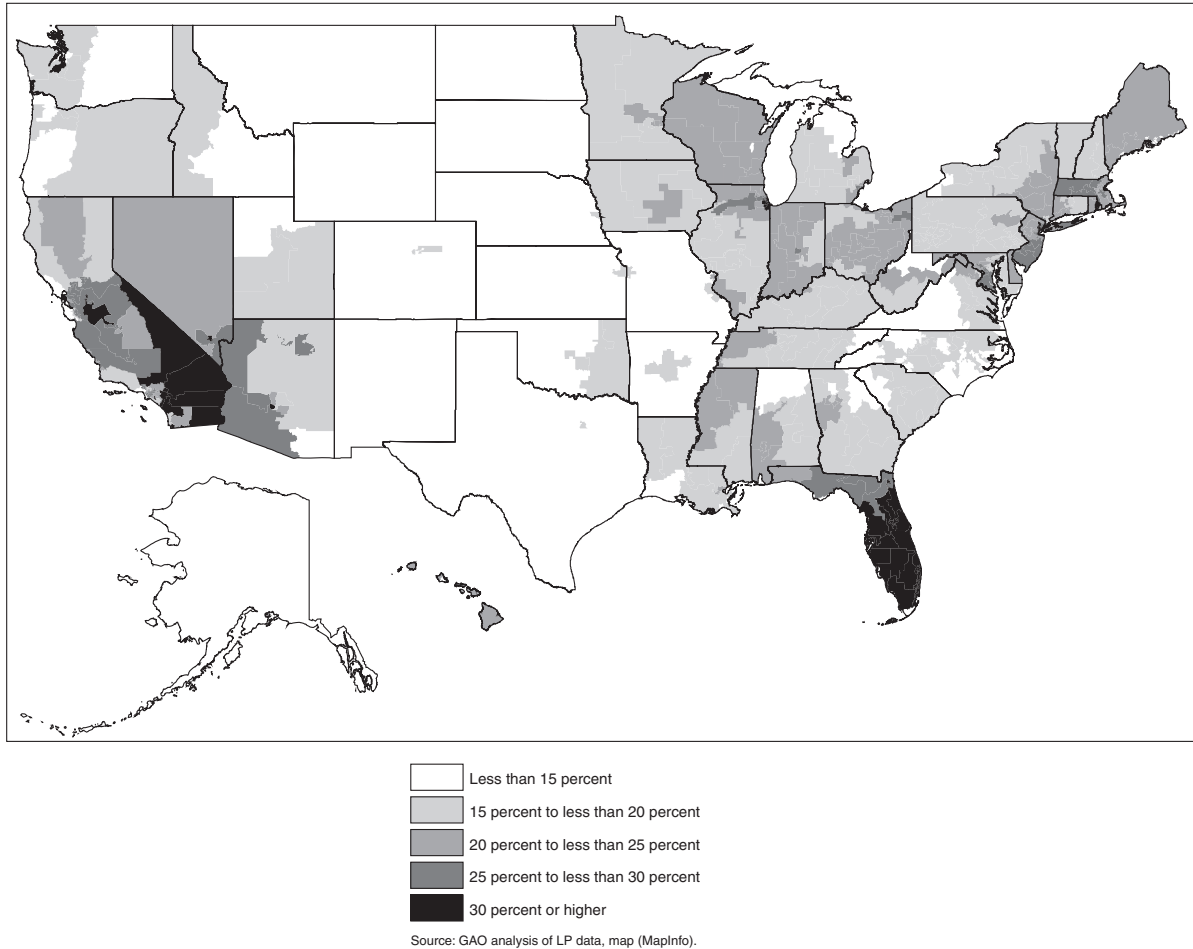 Less than 15 percent
15 percent to less than 20 percent
20 percent to less than 25 percent
25 percent to less than 30 percent
30 percent or higher
Source: GAO analysis of LP data, map (MapInfo).